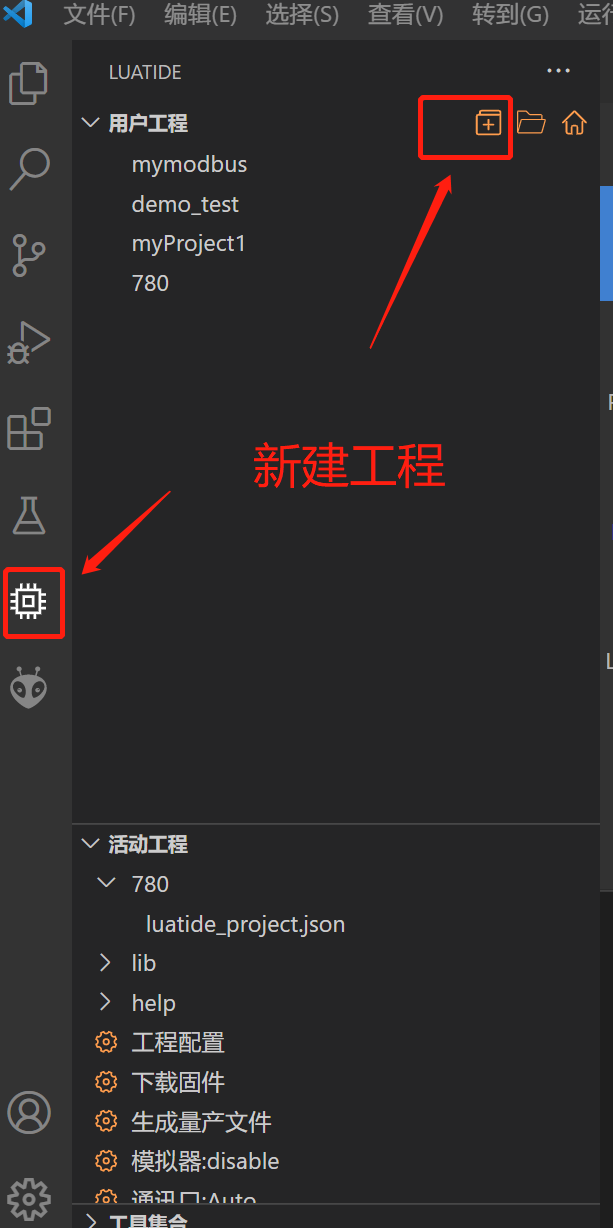 文件(F) 编辑(E) 选择(S) 查看(V) 转到(G) 运行
LUATIDE
用户工程
mymodbus
demo_test
myProject1
780
新建工程
活动工程
780
luatide_project.json
lib
help
工程配置
下载固件
生成量产文件
模拟器:disable
通讯口:Auto
工具集合